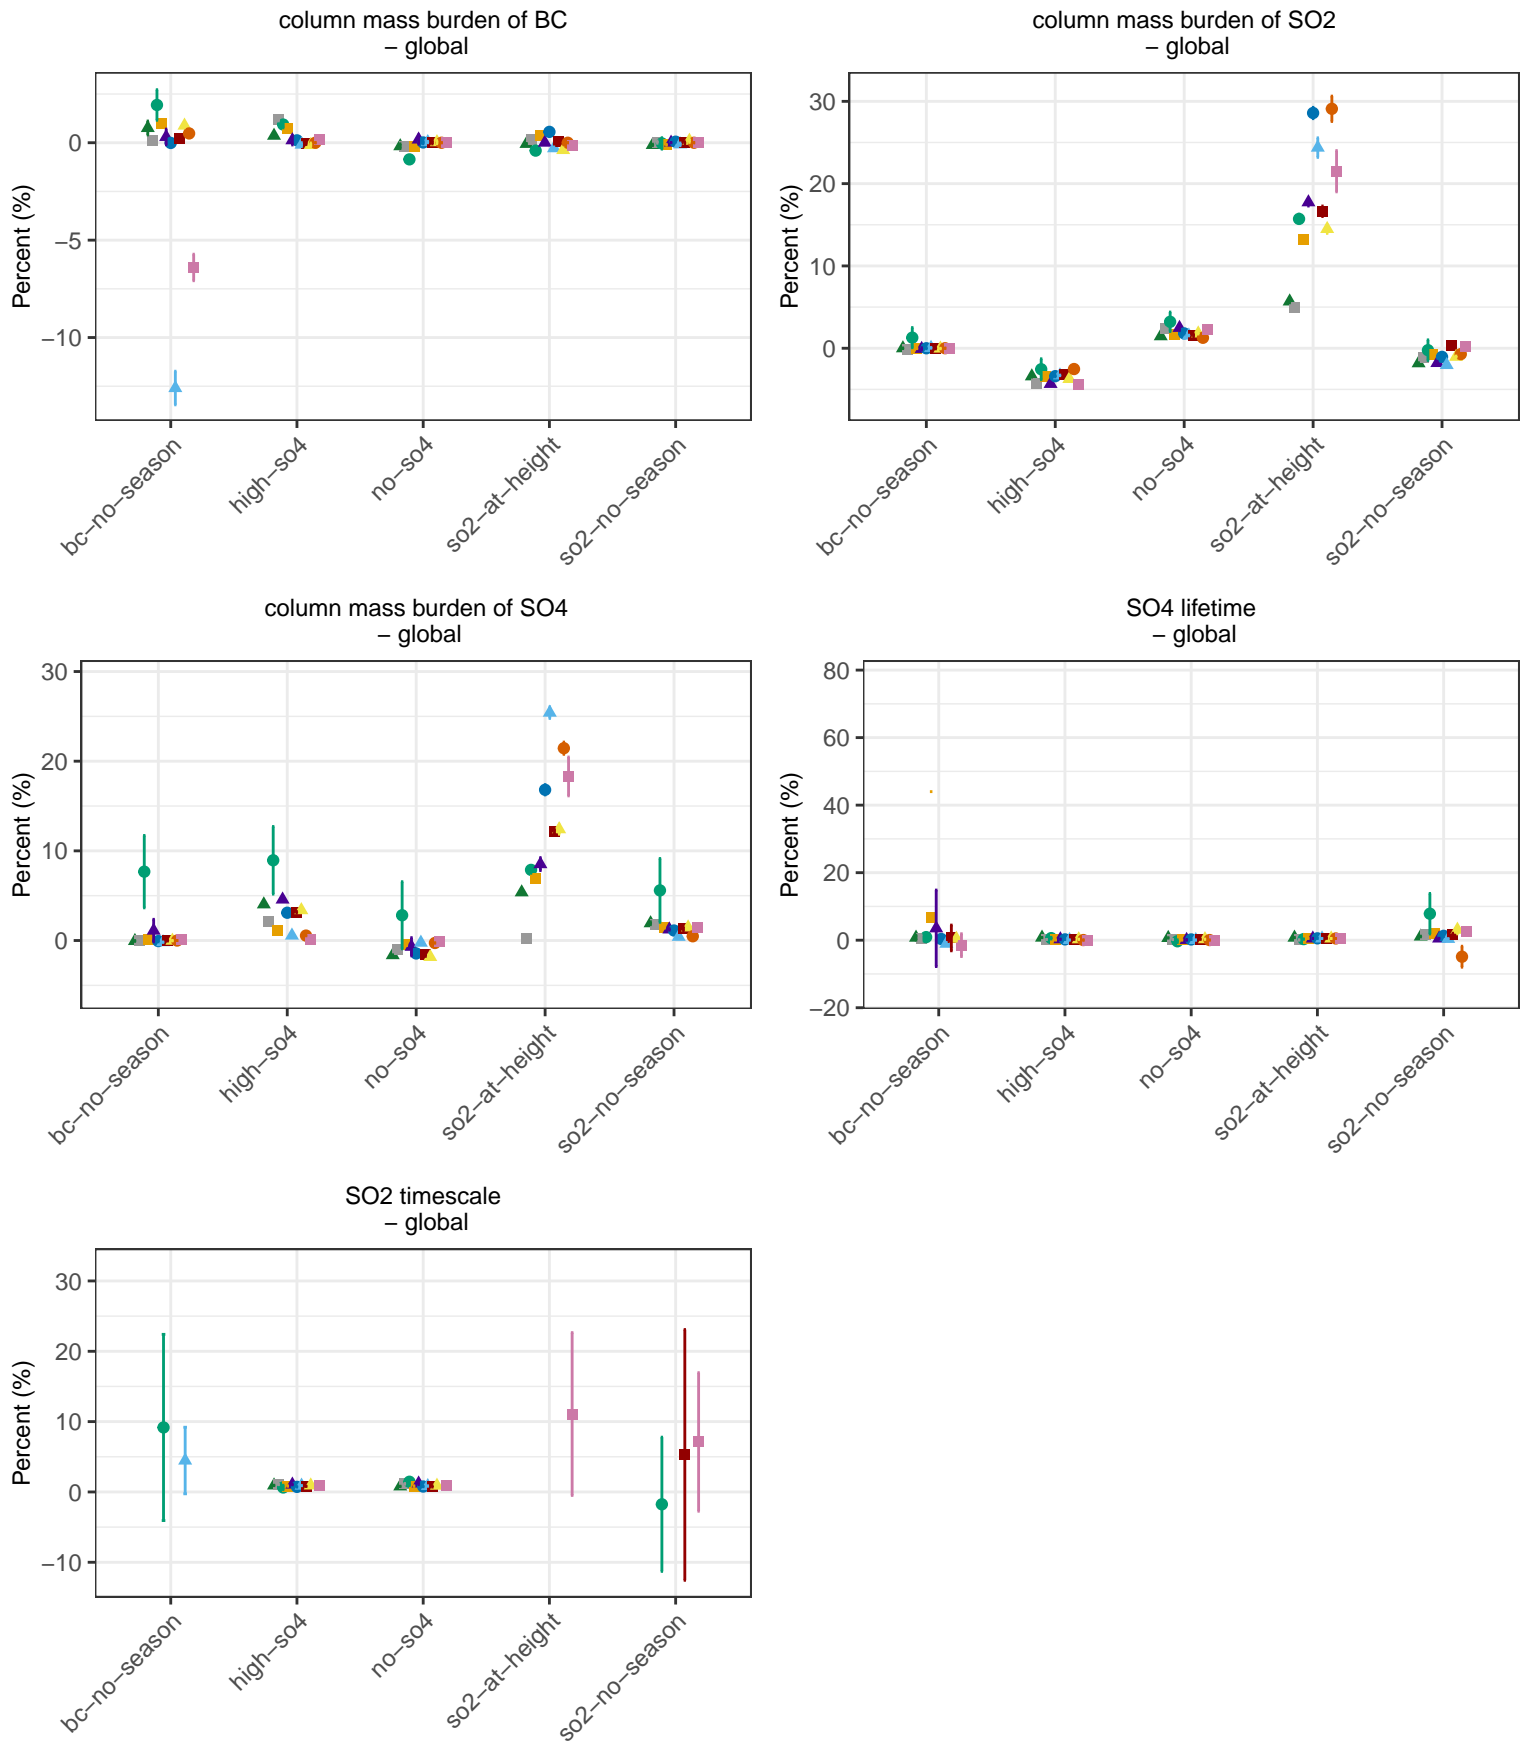 column mass burden of BC
– global
Percent (%)
0
−5
−10
bc−no−season
high−so4
no−so4
so2−at−height
so2−no−season
column mass burden of SO2
– global
Percent (%)
30
20
10
0
bc−no−season
high−so4
no−so4
so2−at−height
so2−no−season
column mass burden of SO4
– global
Percent (%)
30
20
10
0
bc−no−season
high−so4
no−so4
so2−at−height
so2−no−season
SO4 lifetime
– global
Percent (%)
80
60
40
20
0
−20
bc−no−season
high−so4
no−so4
so2−at−height
so2−no−season
SO2 timescale
– global
Percent (%)
30
20
10
0
−10
bc−no−season
high−so4
no−so4
so2−at−height
so2−no−season